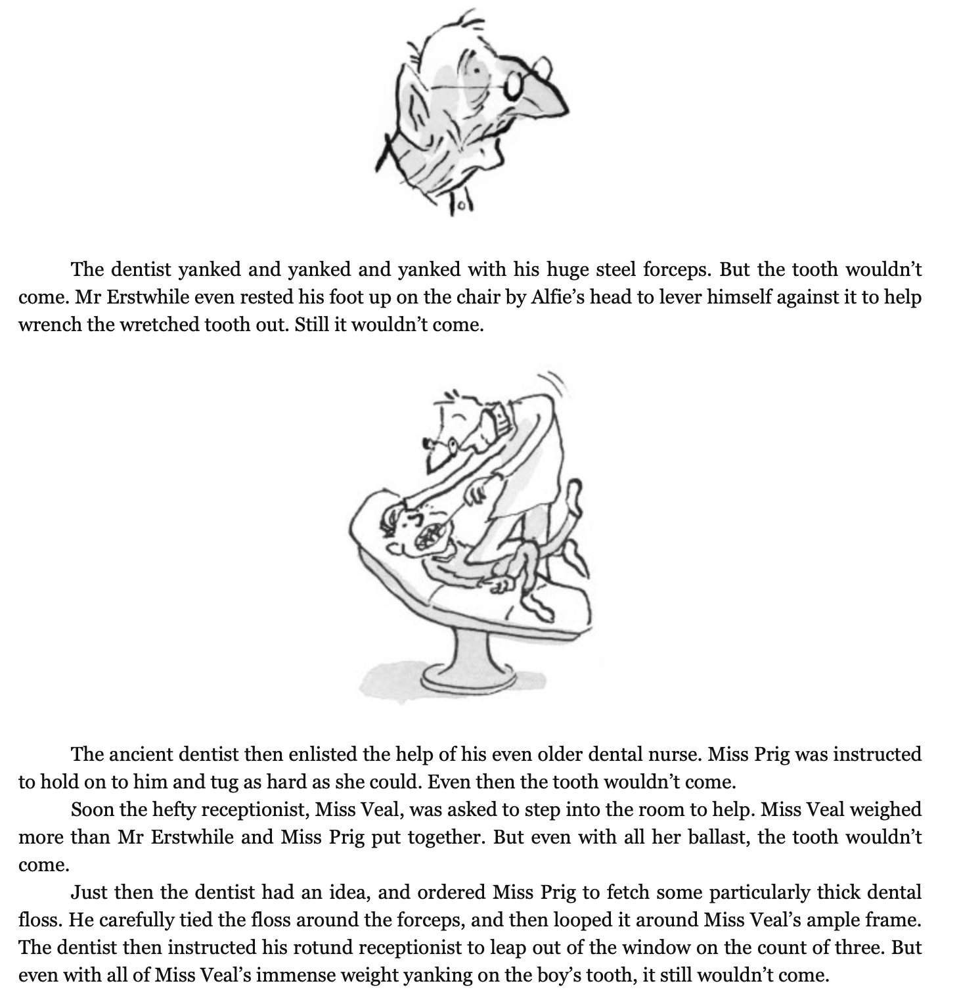 The dentist yanked and yanked and yanked with his huge steel forceps. But the tooth wouldn’t
come. Mr Erstwhile even rested his foot up on the chair by Alfie’s head to lever himself against it to help
wrench the wretched tooth out. Still it wouldn’t come.
The ancient dentist then enlisted the help of his even older dental nurse. Miss Prig was instructed
to hold on to him and tug as hard as she could. Even then the tooth wouldn’t come.
Soon the hefty receptionist, Miss Veal, was asked to step into the room to help. Miss Veal weighed
more than Mr Erstwhile and Miss Prig put together. But even with all her ballast, the tooth wouldn’t
come.
Just then the dentist had an idea, and ordered Miss Prig to fetch some particularly thick dental
floss. He carefully tied the floss around the forceps, and then looped it around Miss Veal’s ample frame.
The dentist then instructed his rotund receptionist to leap out of the window on the count of three. But
even with all of Miss Veal’s immense weight yanking on the boy’s tooth, it still wouldn’t come.